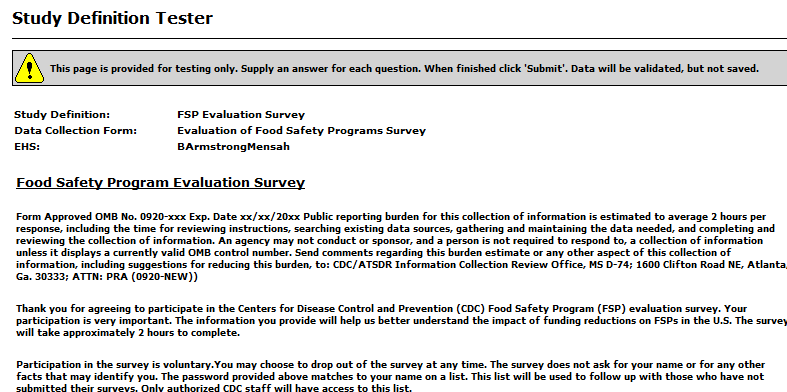 Study Definition Tester
This page is provided for testing only. Supply an answer for each question. When finished click 'Submit'. Data will be validated, but not saved.
Study Definition: FSP Evaluation Survey
Data Collection Form: Evaluation of Food Safety Programs Survey
EHS: BArmstrongMensah
Food Safety Program Evaluation Survey
Form Approved OMB No. 0920-xxx Exp. Date xx/xx/20xx Public reporting burden for this collection of information is estimated to average 2 hours per
response, including the time for reviewing instructions, searching existing data sources, gathering and maintaining the data needed, and completing and
reviewing the collection of information. An agency may not conduct or sponsor, and a person is not required to respond to, a collection of information
unless it displays a currently valid OMB control number. Send comments regarding this burden estimate or any other aspect of this collection of
information, including suggestions for reducing this burden, to: CDC/ATSDR Information Collection Review Office, MS D-74; 1600 Clifton Road NE, Atlanta,
Ga. 30333; ATTN: PRA (0920-NEW))
Thank you for agreeing to participate in the Centers for Disease Control and Prevention (CDC) Food Safety Program (FSP) evaluation survey. Your
participation is very important. The information you provide will help us better understand the impact of funding reductions on FSPs in the U.S. The survey
will take approximately 2 hours to complete.
Participation in the survey is voluntary.You may choose to drop out of the survey at any time. The survey does not ask for your name or for any other
facts that may identify you. The password provided above matches to your name on a list. This list will be used to follow up with those who have not
submitted their surveys. Only authorized CDC staff will have access to this list.